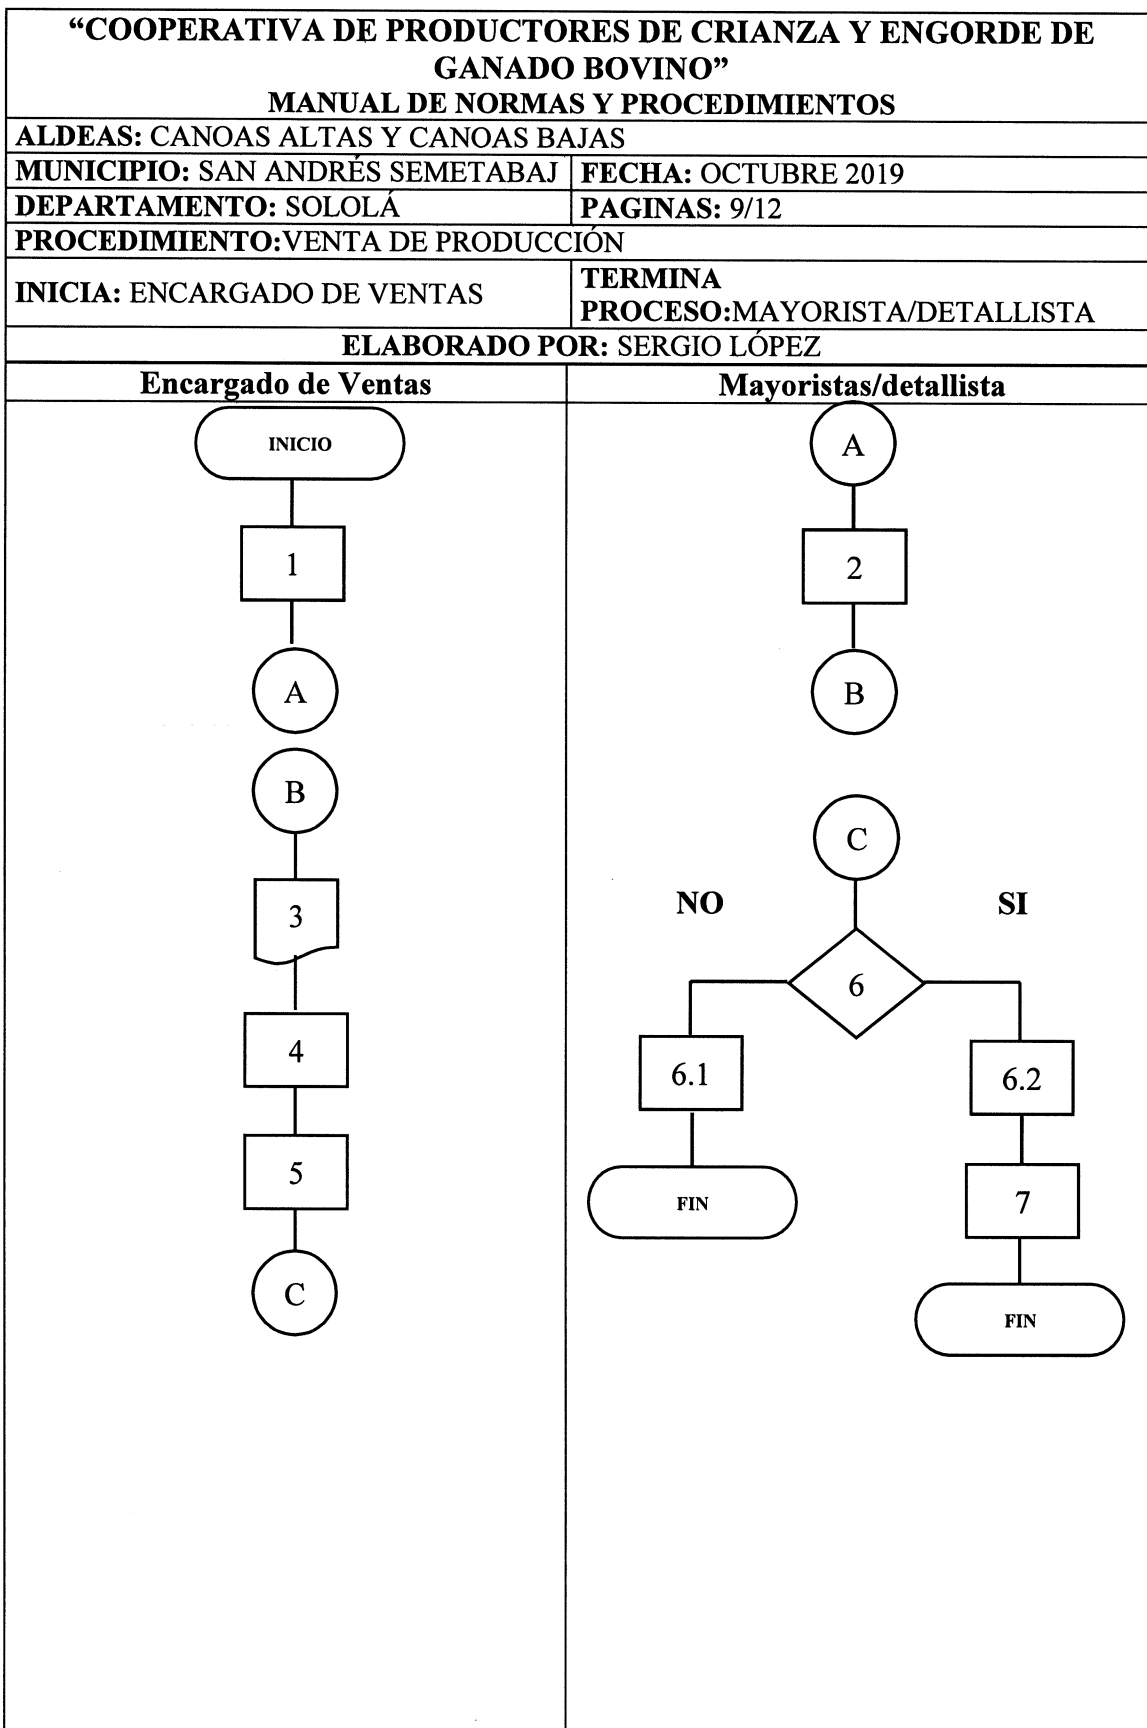 “COOPERATIVA DE PRODUCTORES DE CRIANZA Y ENGORDE DE
GANADO BOVINO”
MANUAL DE NORMAS Y PROCEDIMIENTOS
ALDEAS: CANOAS ALTAS Y CANOAS BAJAS
MUNICIPIO: SAN ANDRÉS SEMETABAJ
FECHA: OCTUBRE 2019
DEPARTAMENTO: SOLOLÁ
PAGINAS: 9/12
PROCEDIMIENTO:VENTA DE PRODUCCIÓN
INICIA: ENCARGADO DE VENTAS
TERMINA
PROCESO:MAYORISTA/DETALLISTA
ELABORADO POR: SERGIO LÓPEZ
Encargado de Ventas
INICIO
1
A
B
3
4
5
C
Mayoristas/detallista
A
2
B
C
NO
SI
6
6.1
6.2
FIN
7
FIN